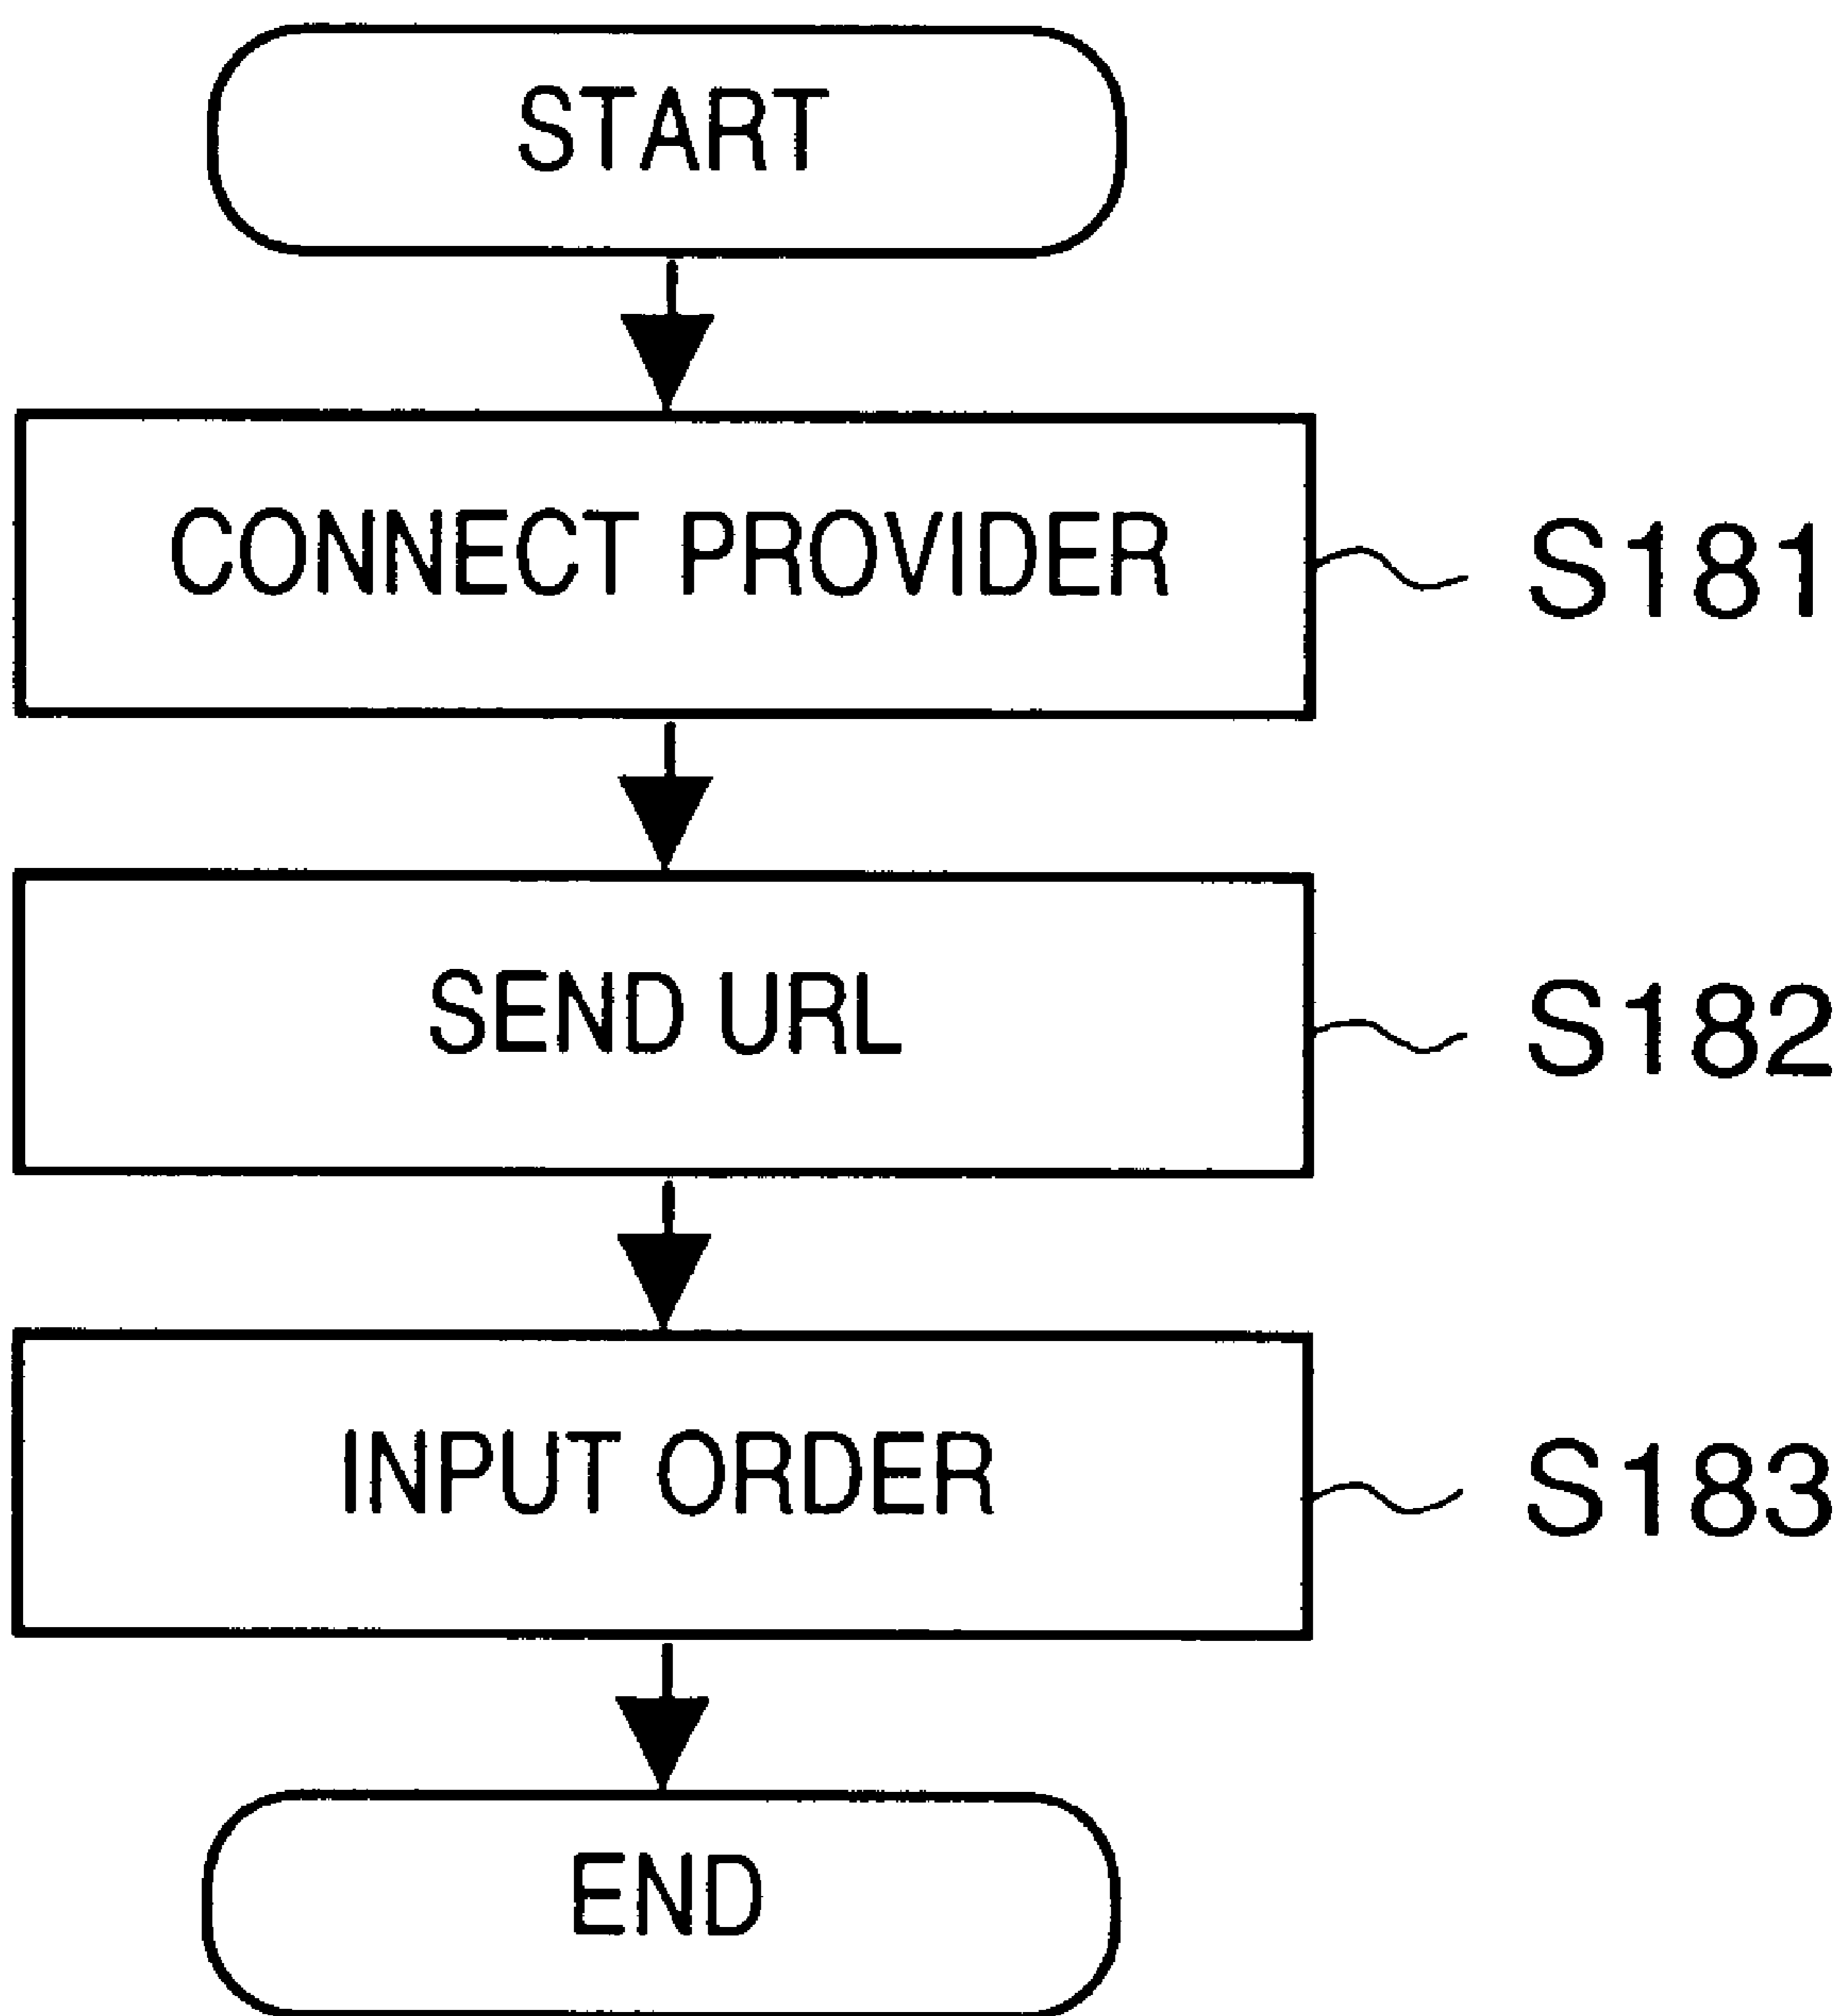 START
CONNECT PROVIDER
S181
SEND URL
S182
INPUT ORDER
S183
END